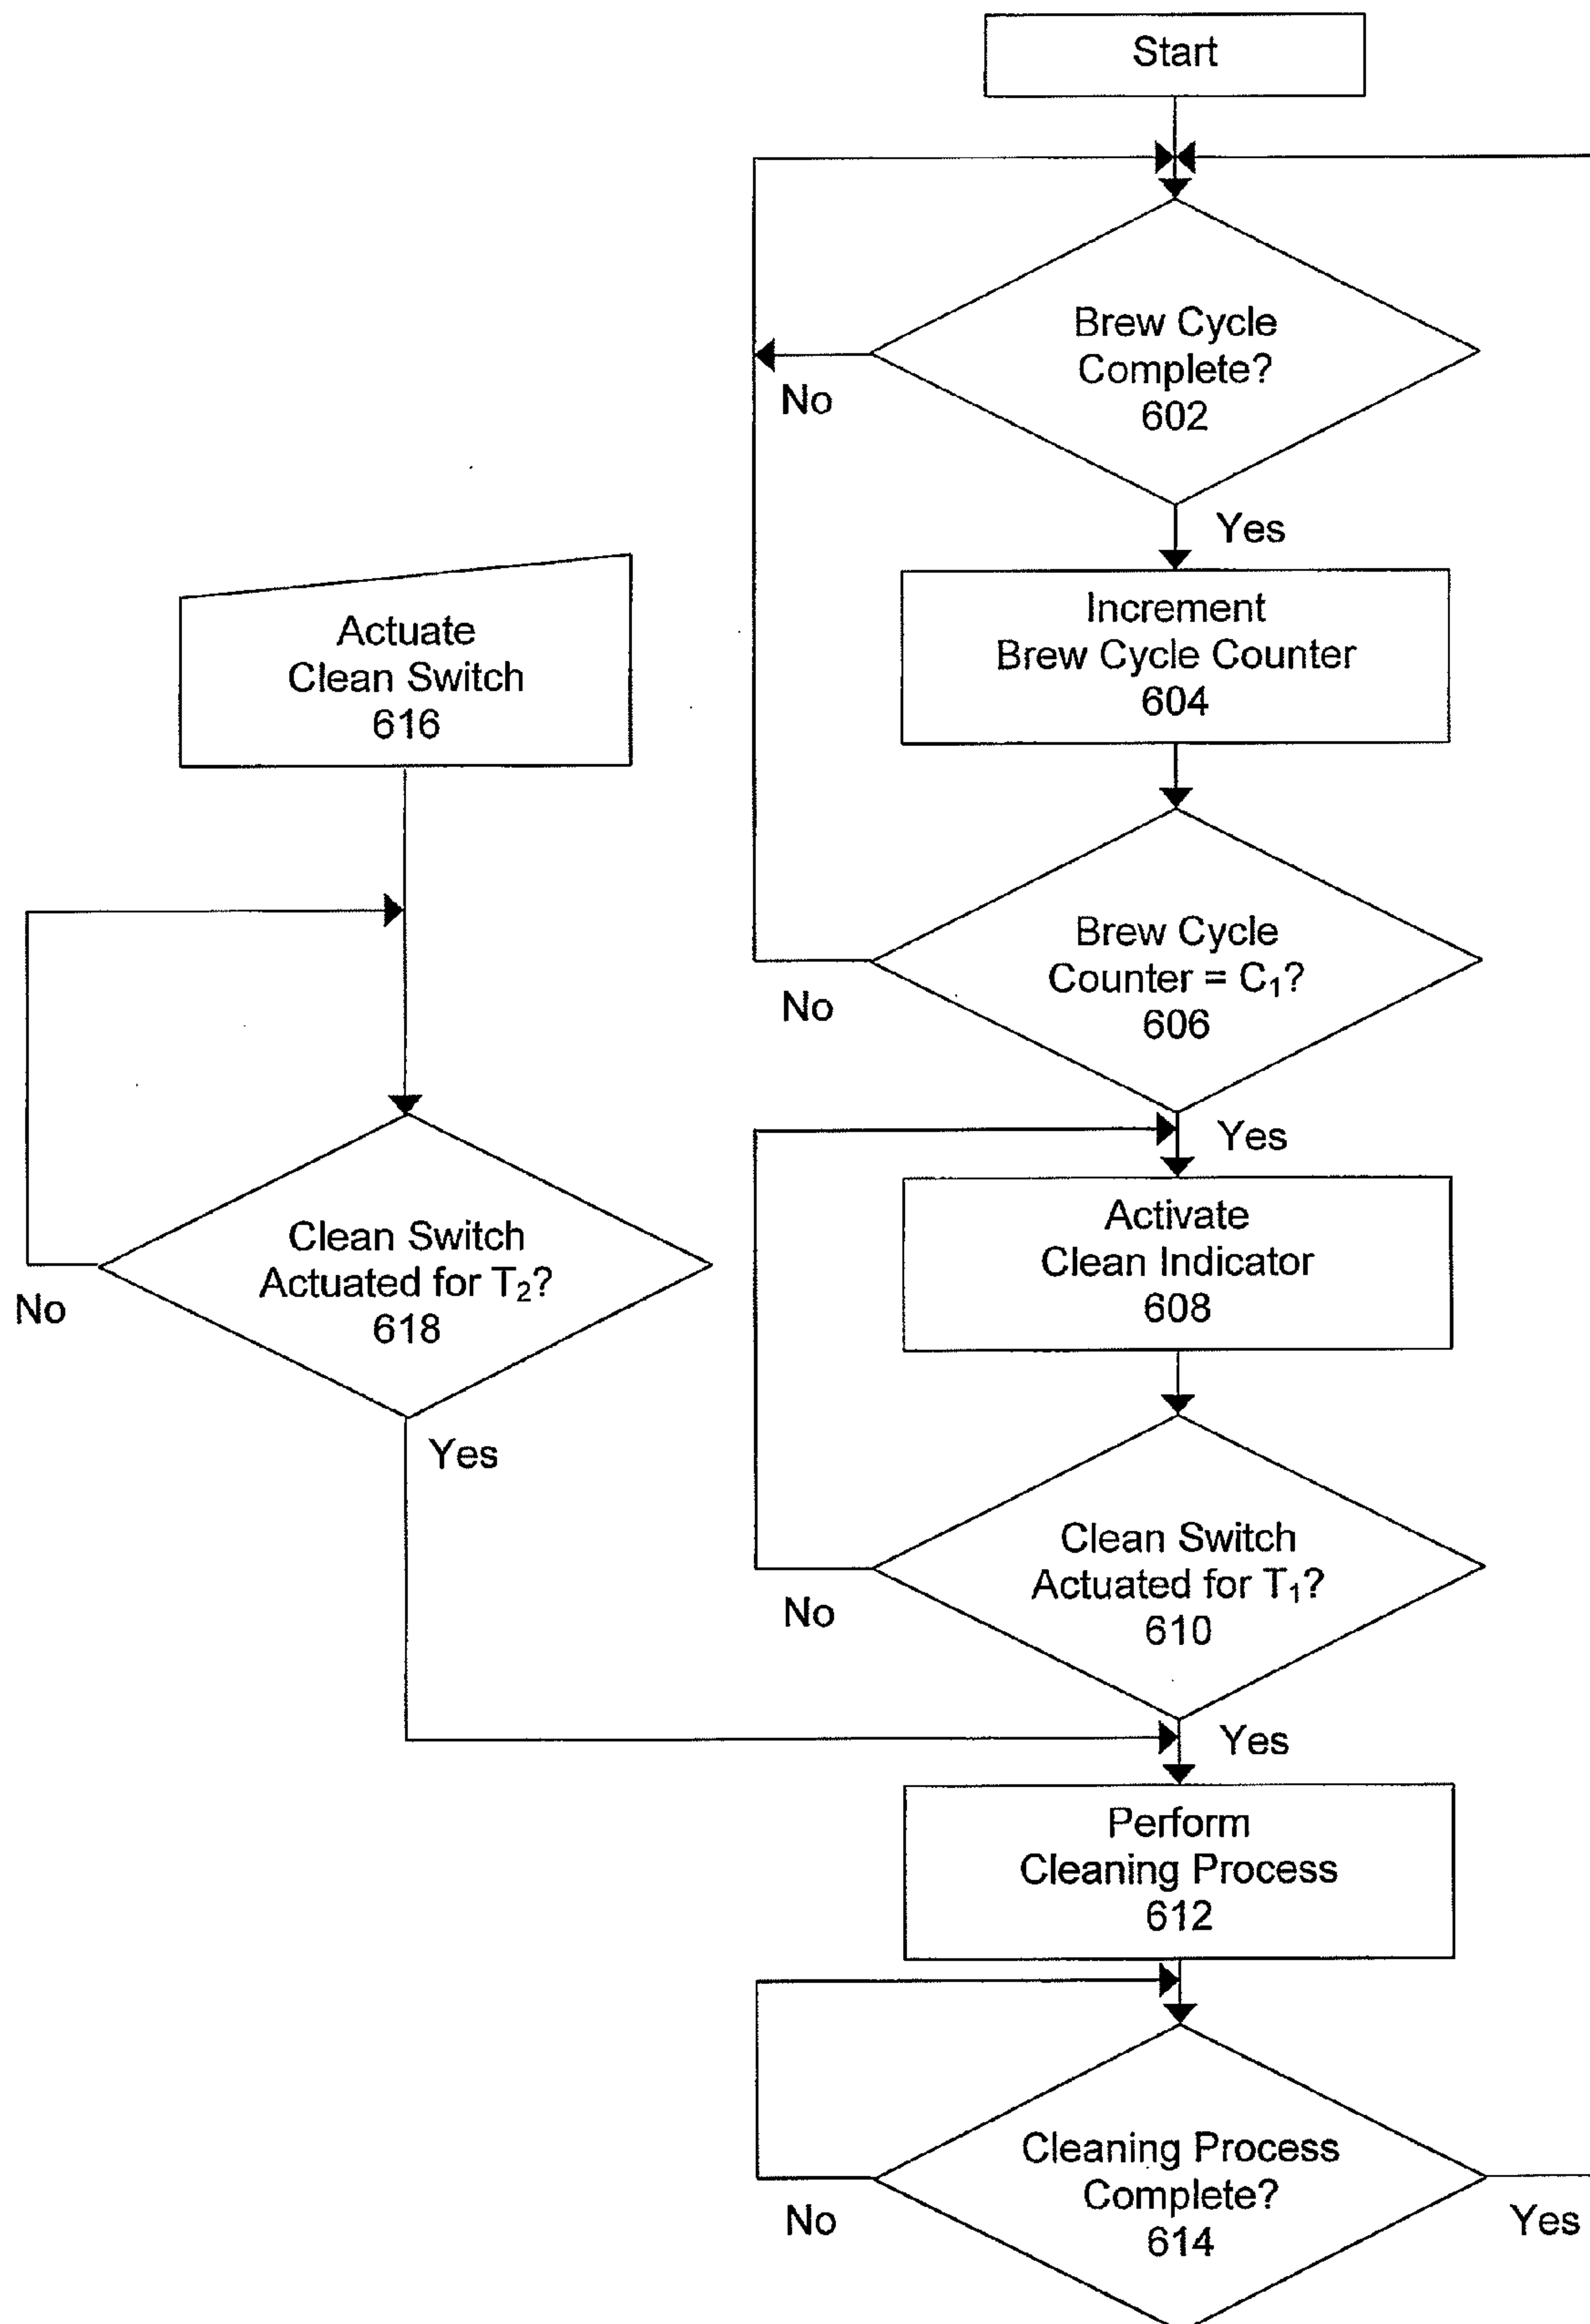 Start
Brew Cycle
Complete?
602
No
Yes
Increment
Brew Cycle Counter
604
Actuate
Clean Switch
616
Brew Cycle
Counter = C₁?
606
No
Yes
Activate
Clean Indicator
608
Clean Switch
Actuated for T₂?
618
No
Yes
Clean Switch
Actuated for T₁?
610
No
Yes
Perform
Cleaning Process
612
Cleaning Process
Complete?
614
No
Yes